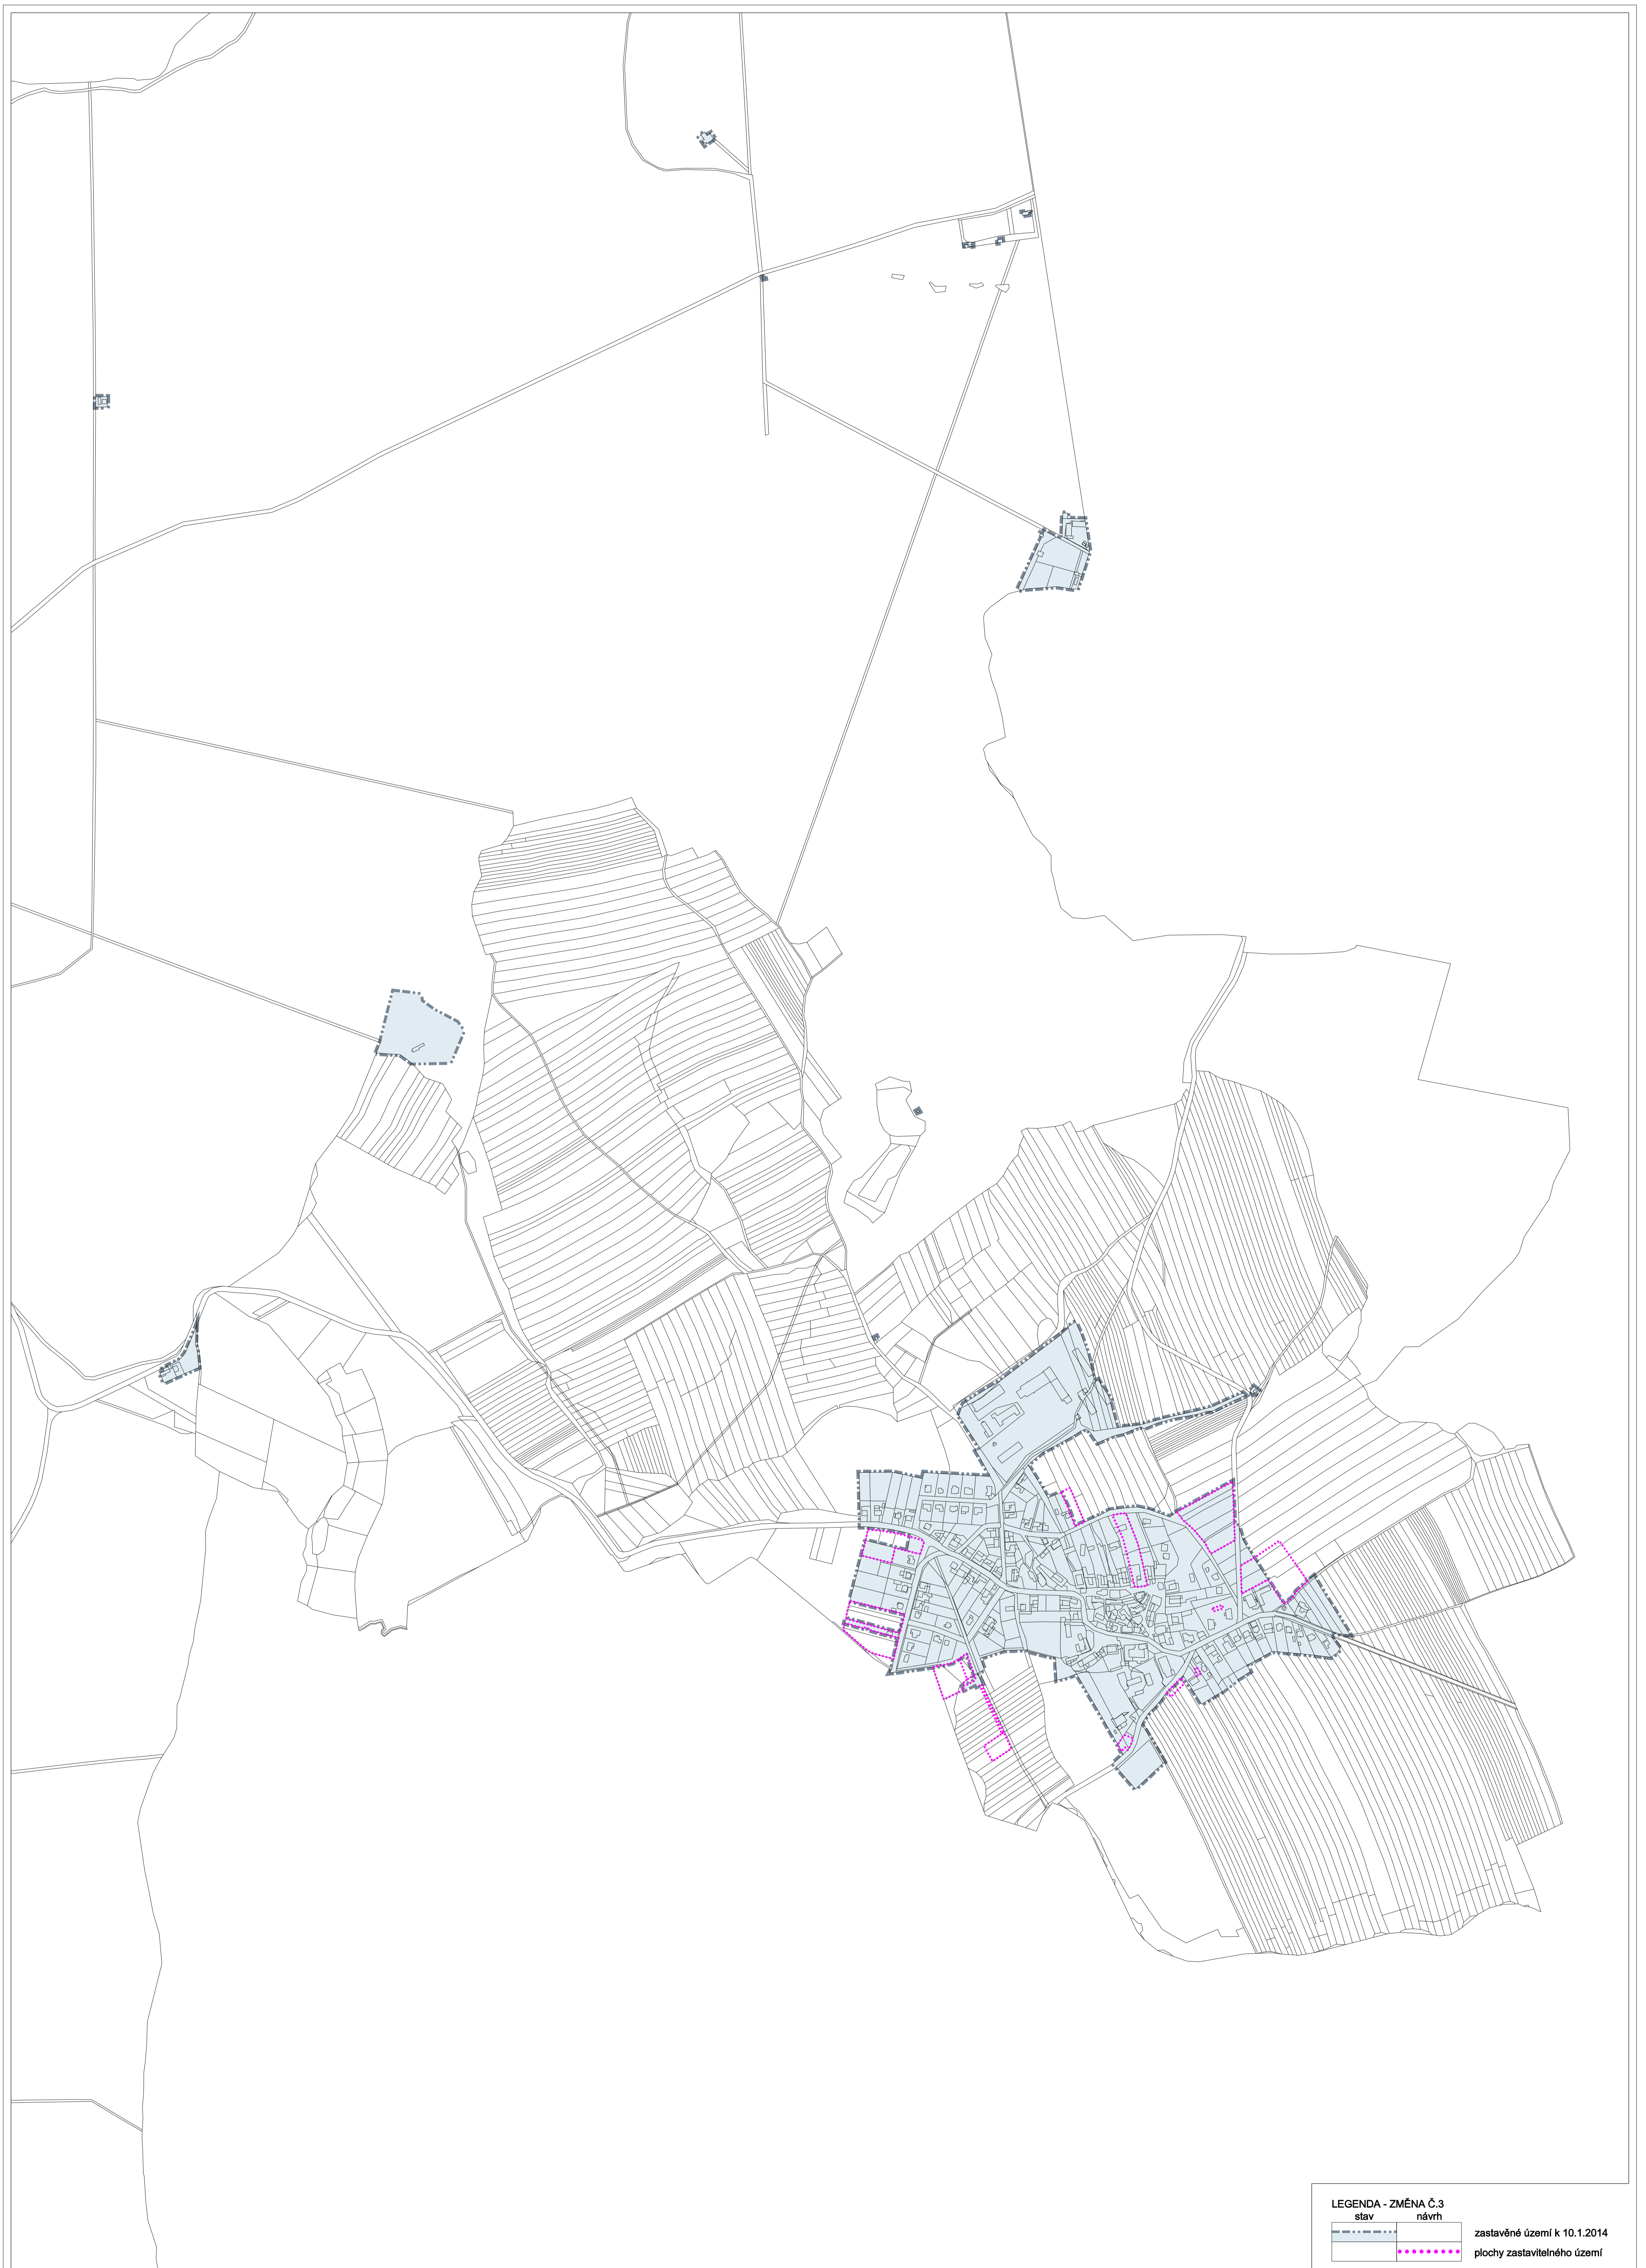 LEGENDA - ZMĚNA Č.3
stav návrh
zastavěné území k 10.1.2014
plochy zastavitelného území